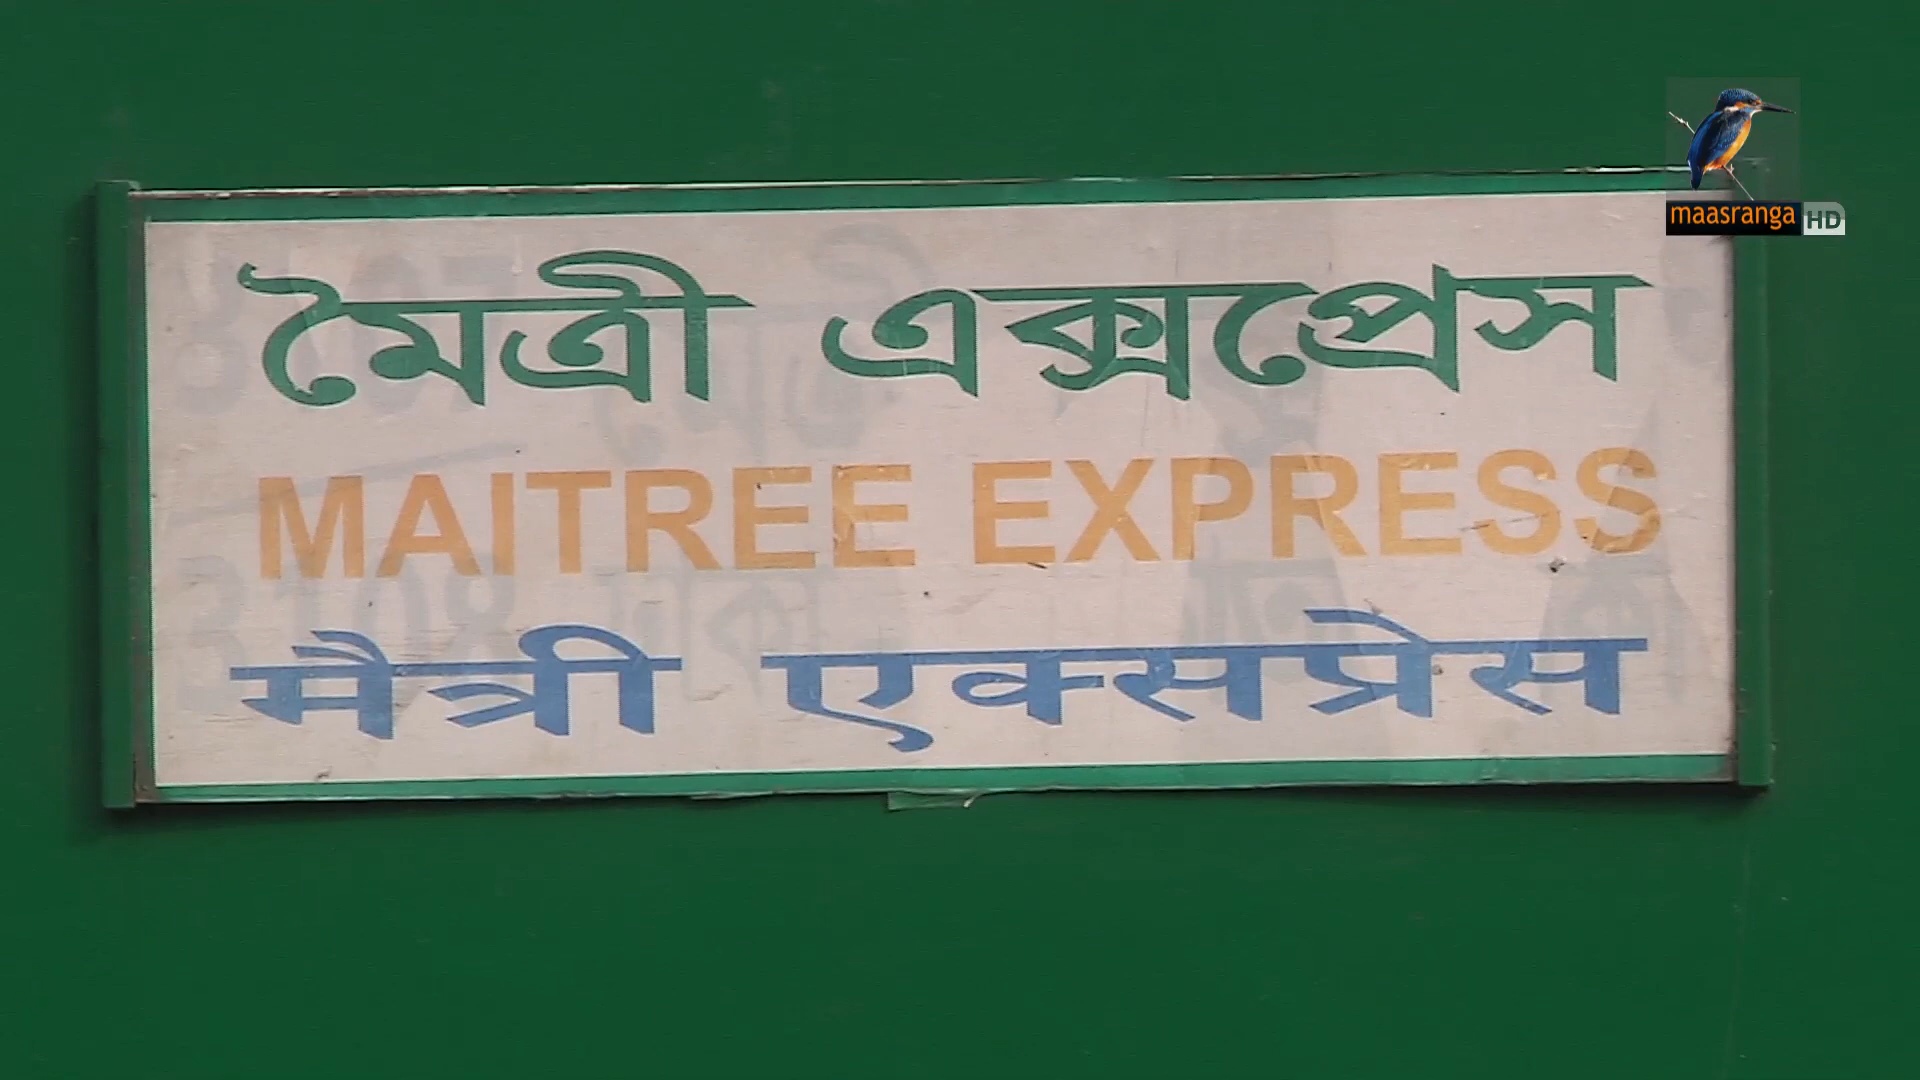 maasranga HD
মৈত্রী এক্সপ্রেস
MAITREE EXPRESS
मैत्री एक्सप्रेस